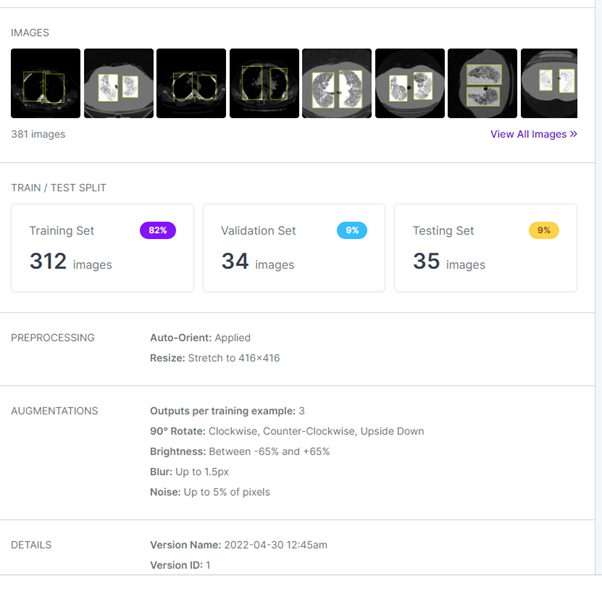 IMAGES
381 images
View All Images »
TRAIN / TEST SPLIT
Training Set 82%
312 images
Validation Set 9%
34 images
Testing Set 9%
35 images
PREPROCESSING
Auto-Orient: Applied
Resize: Stretch to 416×416
AUGMENTATIONS
Outputs per training example: 3
90° Rotate: Clockwise, Counter-Clockwise, Upside Down
Brightness: Between -65% and +65%
Blur: Up to 1.5px
Noise: Up to 5% of pixels
DETAILS
Version Name: 2022-04-30 12:45am
Version ID: 1